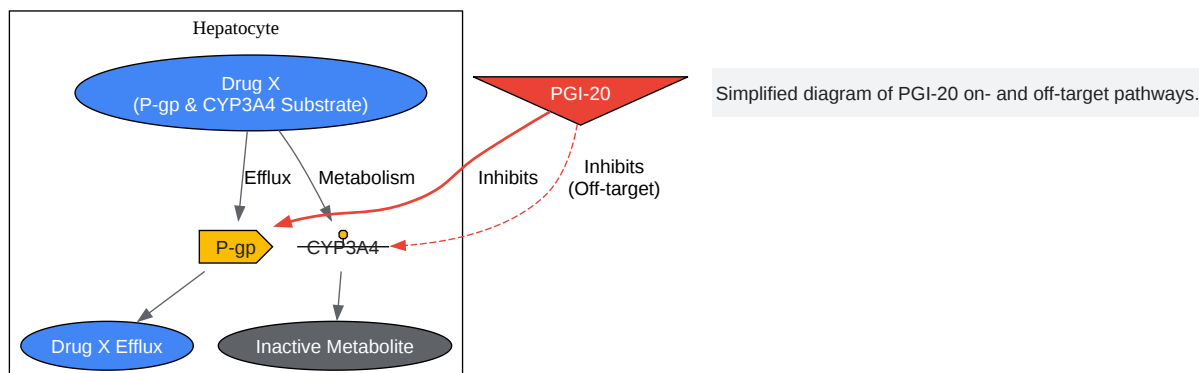 Hepatocyte
Drug X
(P-gp & CYP3A4 Substrate)
PGI-20
Simplified diagram of PGI-20 on- and off-target pathways.
Efflux
Metabolism
Inhibits
Inhibits
(Off-target)
P-gp
CYP3A4
Drug X Efflux
Inactive Metabolite